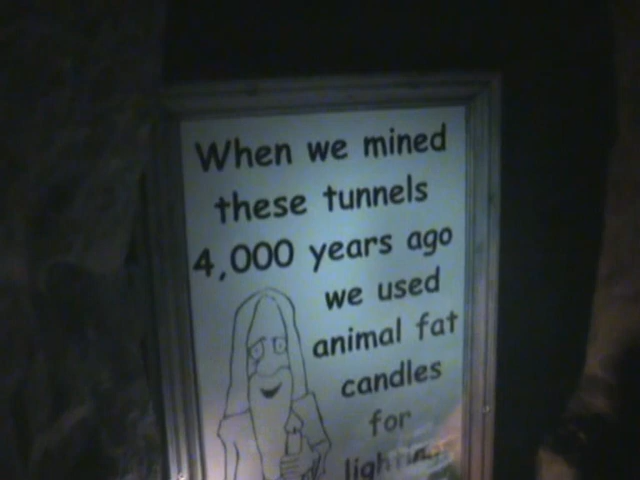 When we mined
these tunnels
4,000 years ago
we used
animal fat
candles
for
lighting